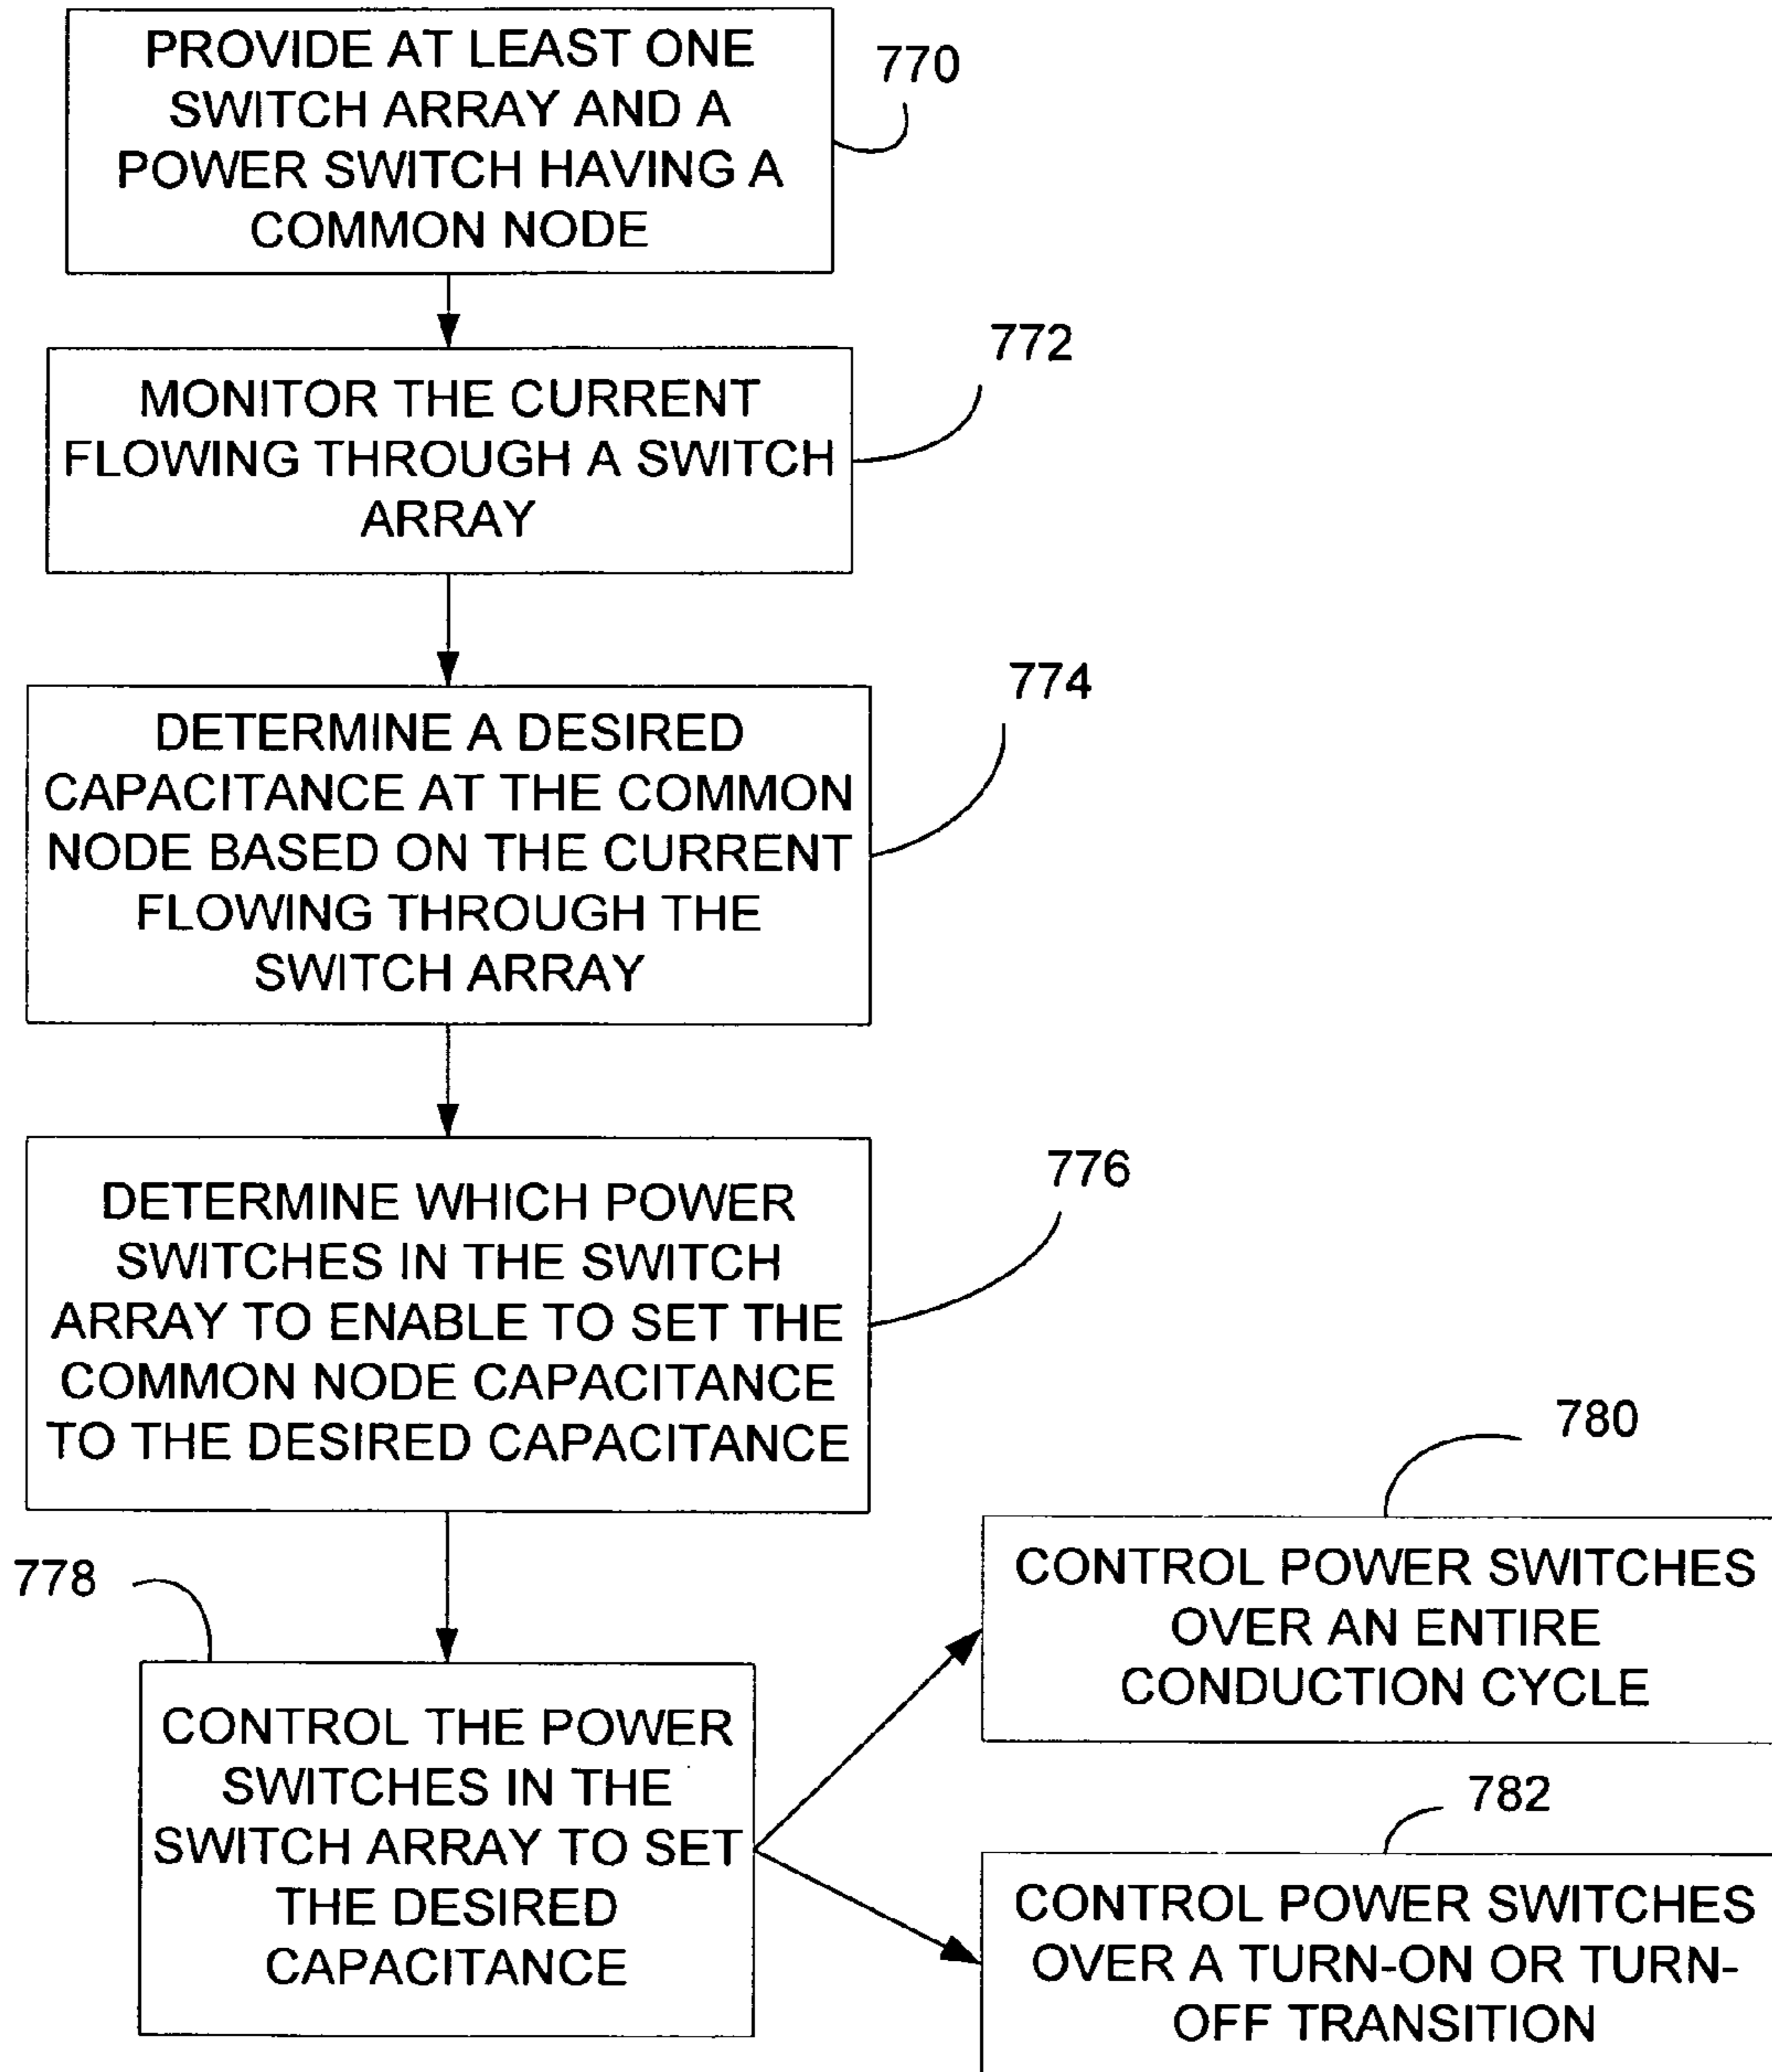 PROVIDE AT LEAST ONE
SWITCH ARRAY AND A
POWER SWITCH HAVING A
COMMON NODE
770
MONITOR THE CURRENT
FLOWING THROUGH A SWITCH
ARRAY
772
DETERMINE A DESIRED
CAPACITANCE AT THE COMMON
NODE BASED ON THE CURRENT
FLOWING THROUGH THE
SWITCH ARRAY
774
DETERMINE WHICH POWER
SWITCHES IN THE SWITCH
ARRAY TO ENABLE TO SET THE
COMMON NODE CAPACITANCE
TO THE DESIRED CAPACITANCE
776
778
CONTROL THE POWER
SWITCHES IN THE
SWITCH ARRAY TO SET
THE DESIRED
CAPACITANCE
780
CONTROL POWER SWITCHES
OVER AN ENTIRE
CONDUCTION CYCLE
782
CONTROL POWER SWITCHES
OVER A TURN-ON OR TURN-
OFF TRANSITION